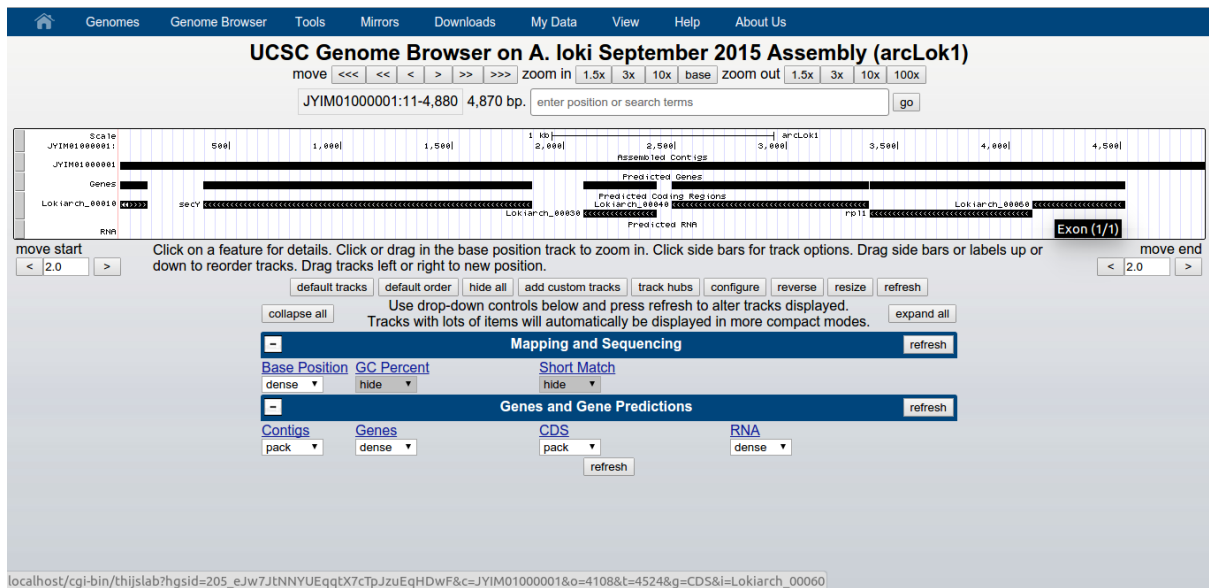 Genomes Genome Browser Tools Mirrors Downloads My Data View Help About Us
UCSC Genome Browser on A. loki September 2015 Assembly (arcLok1)
move <<< << < > >> >>> zoom in 1.5x 3x 10x base zoom out 1.5x 3x 10x 100x
JYIM01000001:11-4,880 4,870 bp. enter position or search terms go
Scale 1 kb arcLok1
JYIM01000001: 500| 1,000| 1,500| 2,000| 2,500| 3,000| 3,500| 4,000| 4,500|
Assembled Contigs
JYIM01000001
Predicted Genes
Genes
Predicted Coding Regions
Lokiarch_00010 secY Lokiarch_00040 Lokiarch_00060
Lokiarch_00030 rpl1
Predicted RNA
RNA
Exon (1/1)
move start Click on a feature for details. Click or drag in the base position track to zoom in. Click side bars for track options. Drag side bars or labels up or move end
< 2.0 > down to reorder tracks. Drag tracks left or right to new position. < 2.0 >
default tracks default order hide all add custom tracks track hubs configure reverse resize refresh
collapse all Use drop-down controls below and press refresh to alter tracks displayed. expand all
Tracks with lots of items will automatically be displayed in more compact modes.
- Mapping and Sequencing refresh
Base Position GC Percent Short Match
dense hide hide
- Genes and Gene Predictions refresh
Contigs Genes CDS RNA
pack dense pack dense
refresh
localhost/cgi-bin/thijslab?hgsid=205_eJw7JtNNYUEqqtX7cTpJzuEqHDwF&c=JYIM01000001&o=4108&t=4524&g=CDS&i=Lokiarch_00060